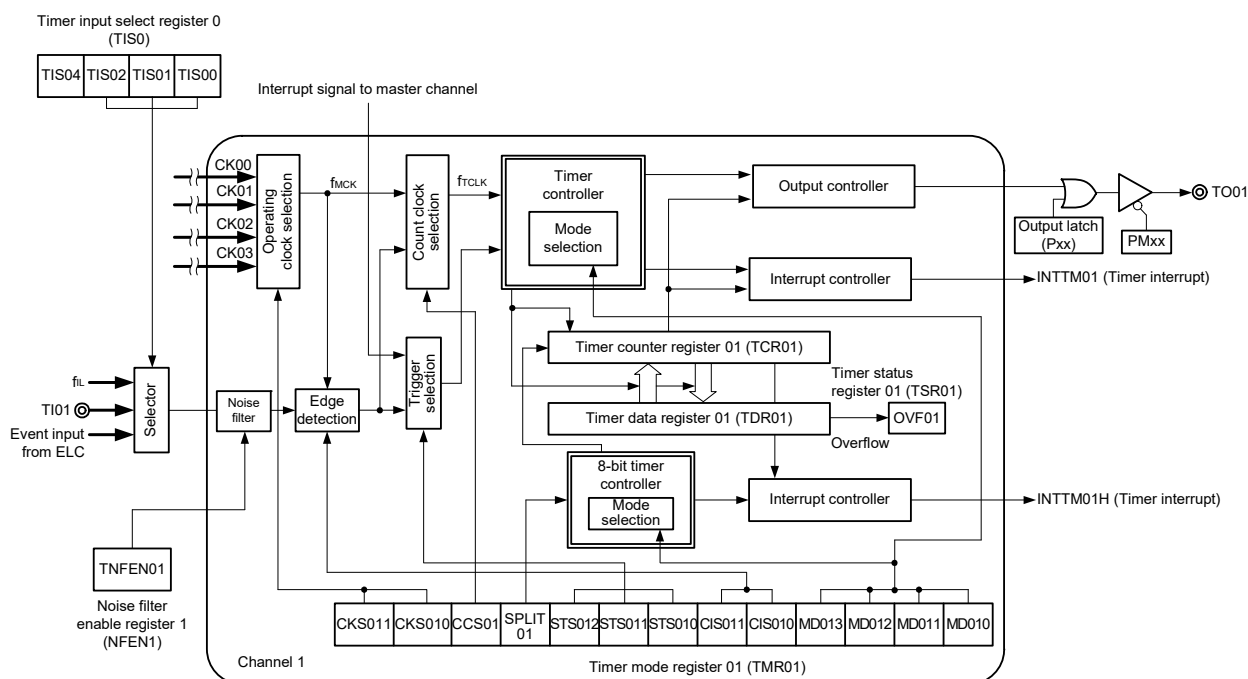 Timer input select register 0
(TIS0)
TIS04 TIS02 TIS01 TIS00
Interrupt signal to master channel
CK00
CK01
CK02
CK03
Operating
clock selection
fMCK
Count clock
selection
fTCLK
Timer
controller
Mode
selection
Output controller
Output latch
(Pxx)
PMxx
TO01
Interrupt controller
INTTM01 (Timer interrupt)
Timer counter register 01 (TCR01)
Timer status
register 01 (TSR01)
Timer data register 01 (TDR01)
OVF01
Overflow
fIL
TI01
Event input
from ELC
Selector
Noise
filter
Edge
detection
Trigger
selection
8-bit timer
controller
Mode
selection
Interrupt controller
INTTM01H (Timer interrupt)
TNFEN01
Noise filter
enable register 1
(NFEN1)
CKS011 CKS010 CCS01 SPLIT
01 STS012 STS011 STS010 CIS011 CIS010 MD013 MD012 MD011 MD010
Channel 1
Timer mode register 01 (TMR01)